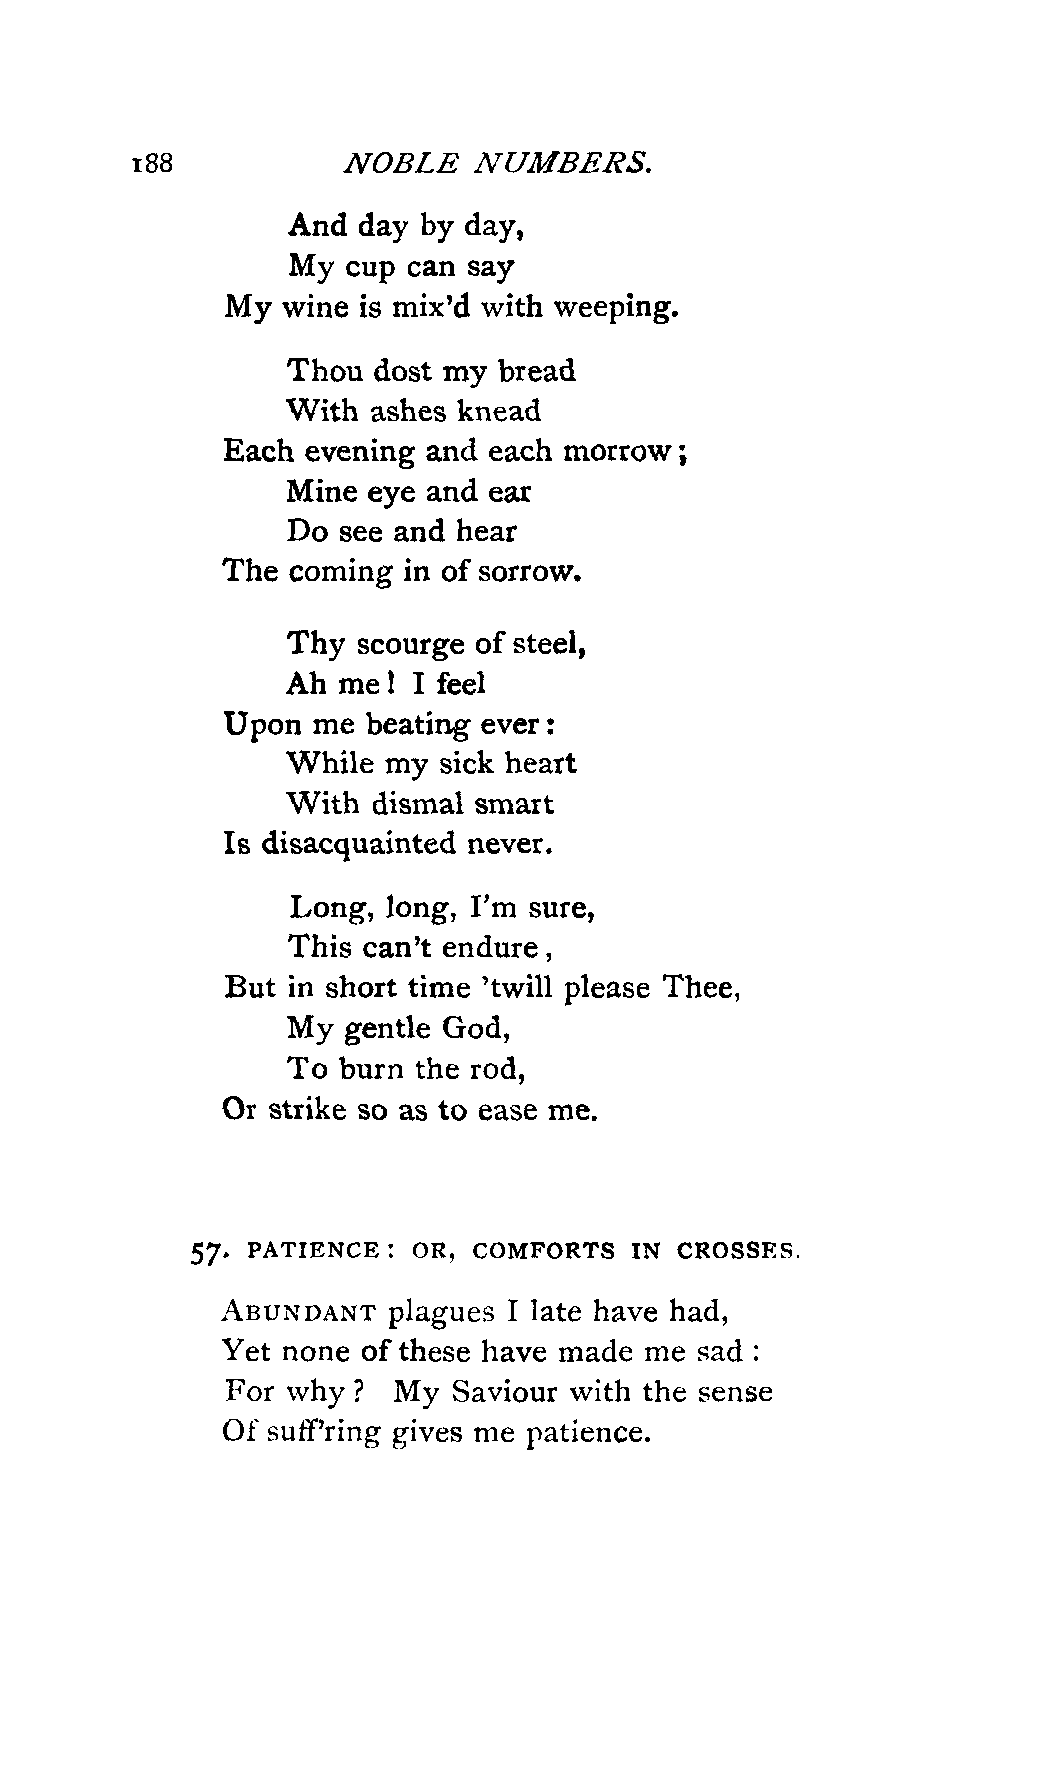 188 NOBLE NUMBERS.
And day by day,
My cup can say
My wine is mix'd with weeping.
Thou dost my bread
With ashes knead
Each evening and each morrow;
Mine eye and ear
Do see and hear
The coming in of sorrow.
Thy scourge of steel,
Ah me! I feel
Upon me beating ever:
While my sick heart
With dismal smart
Is disacquainted never.
Long, long, I'm sure,
This can't endure,
But in short time 'twill please Thee,
My gentle God,
To burn the rod,
Or strike so as to ease me.
57. PATIENCE: OR, COMFORTS IN CROSSES.
ABUNDANT plagues I late have had,
Yet none of these have made me sad:
For why? My Saviour with the sense
Of suff'ring gives me patience.